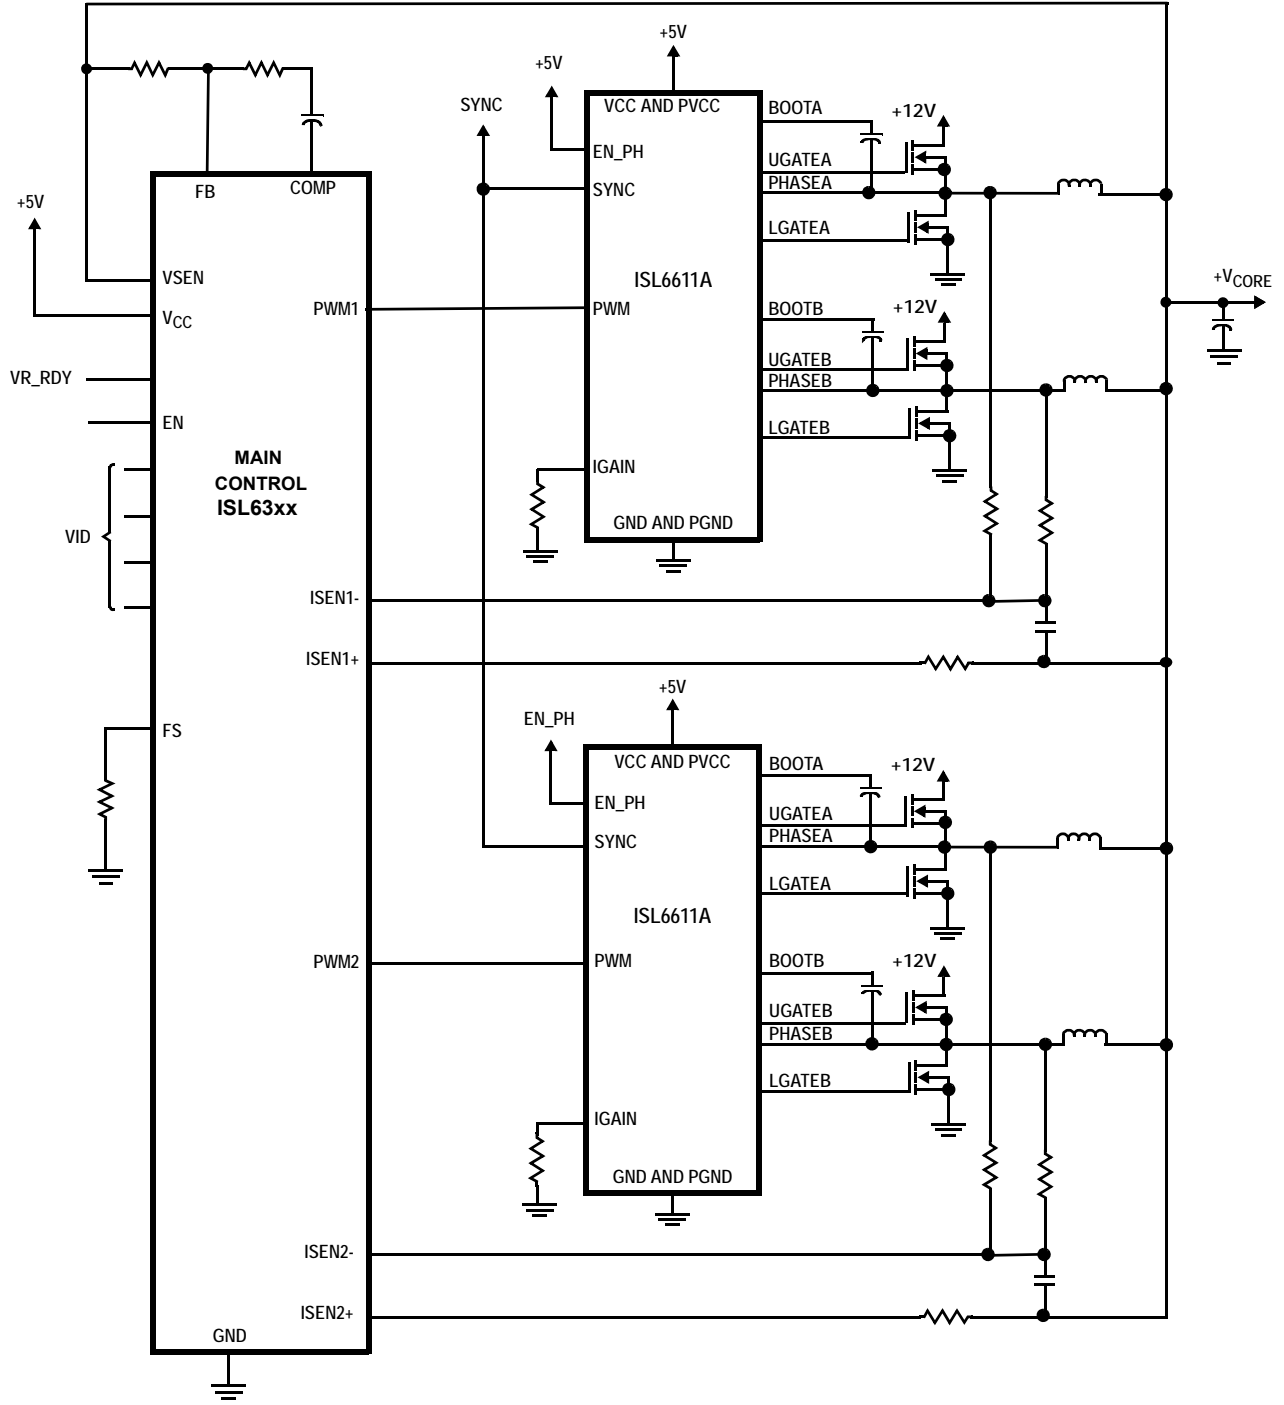 +5V
+5V
SYNC
VCC AND PVCC
EN_PH
SYNC
BOOTA
+12V
UGATEA
PHASEA
LGATEA
ISL6611A
PWM
BOOTB
+12V
UGATEB
PHASEB
LGATEB
IGAIN
GND AND PGND
+VCORE
FB
COMP
+5V
VSEN
VCC
PWM1
VR_RDY
EN
MAIN
CONTROL
ISL63xx
VID
ISEN1-
ISEN1+
FS
PWM2
ISEN2-
ISEN2+
GND
+5V
EN_PH
VCC AND PVCC
EN_PH
SYNC
BOOTA
+12V
UGATEA
PHASEA
LGATEA
ISL6611A
PWM
BOOTB
+12V
UGATEB
PHASEB
LGATEB
IGAIN
GND AND PGND